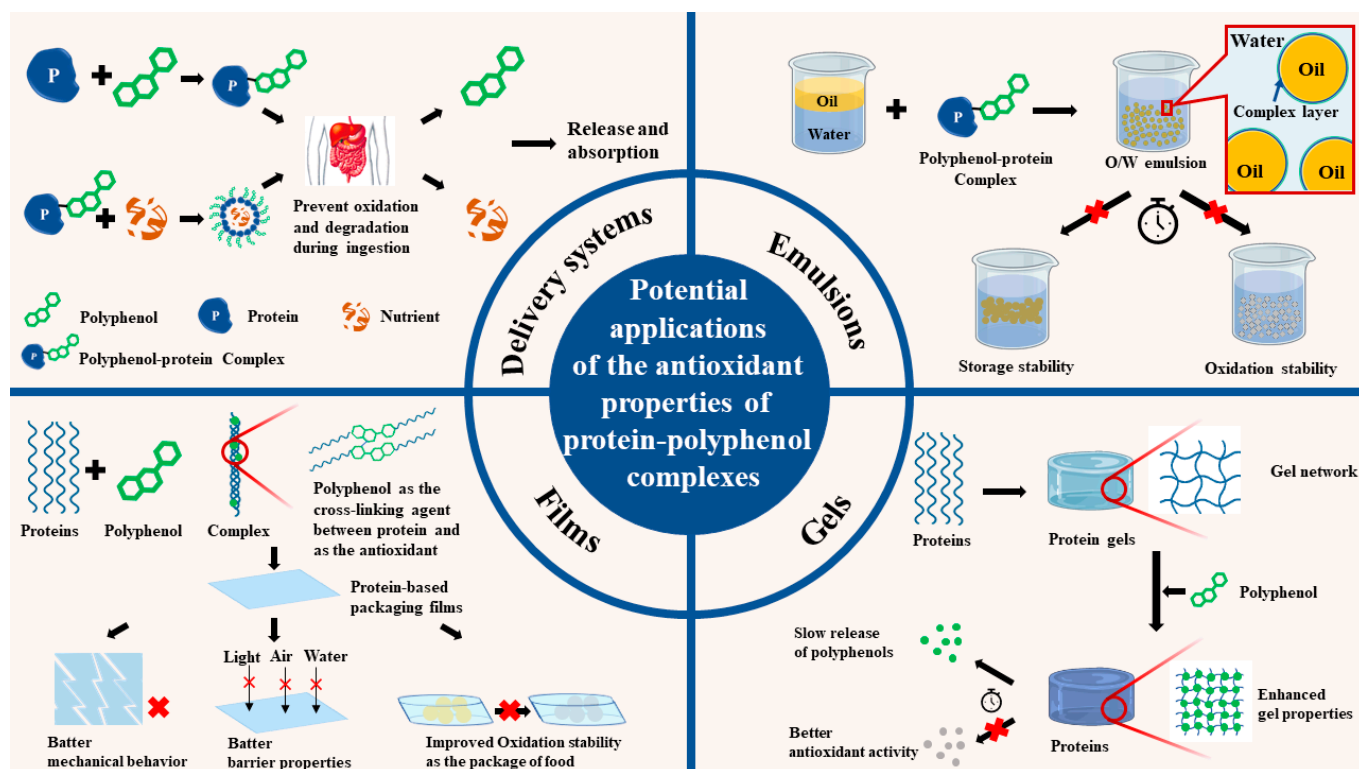 P
P
Release and
absorption
P
Prevent oxidation
and degradation
during ingestion
Polyphenol
P
Protein
Nutrient
P
Polyphenol-protein Complex
Delivery systems
Oil
Water
P
Polyphenol-protein
Complex
O/W emulsion
Water
Oil
Complex layer
Oil
Oil
Storage stability
Oxidation stability
Emulsions
Potential
applications
of the antioxidant
properties of
protein-polyphenol
complexes
Proteins
Polyphenol
Complex
Polyphenol as the
cross-linking agent
between protein and
as the antioxidant
Protein-based
packaging films
Light
Air
Water
Batter
mechanical behavior
Batter
barrier properties
Improved Oxidation stability
as the package of food
Films
Gels
Proteins
Protein gels
Gel network
Polyphenol
Slow release
of polyphenols
Better
antioxidant activity
Proteins
Enhanced
gel properties